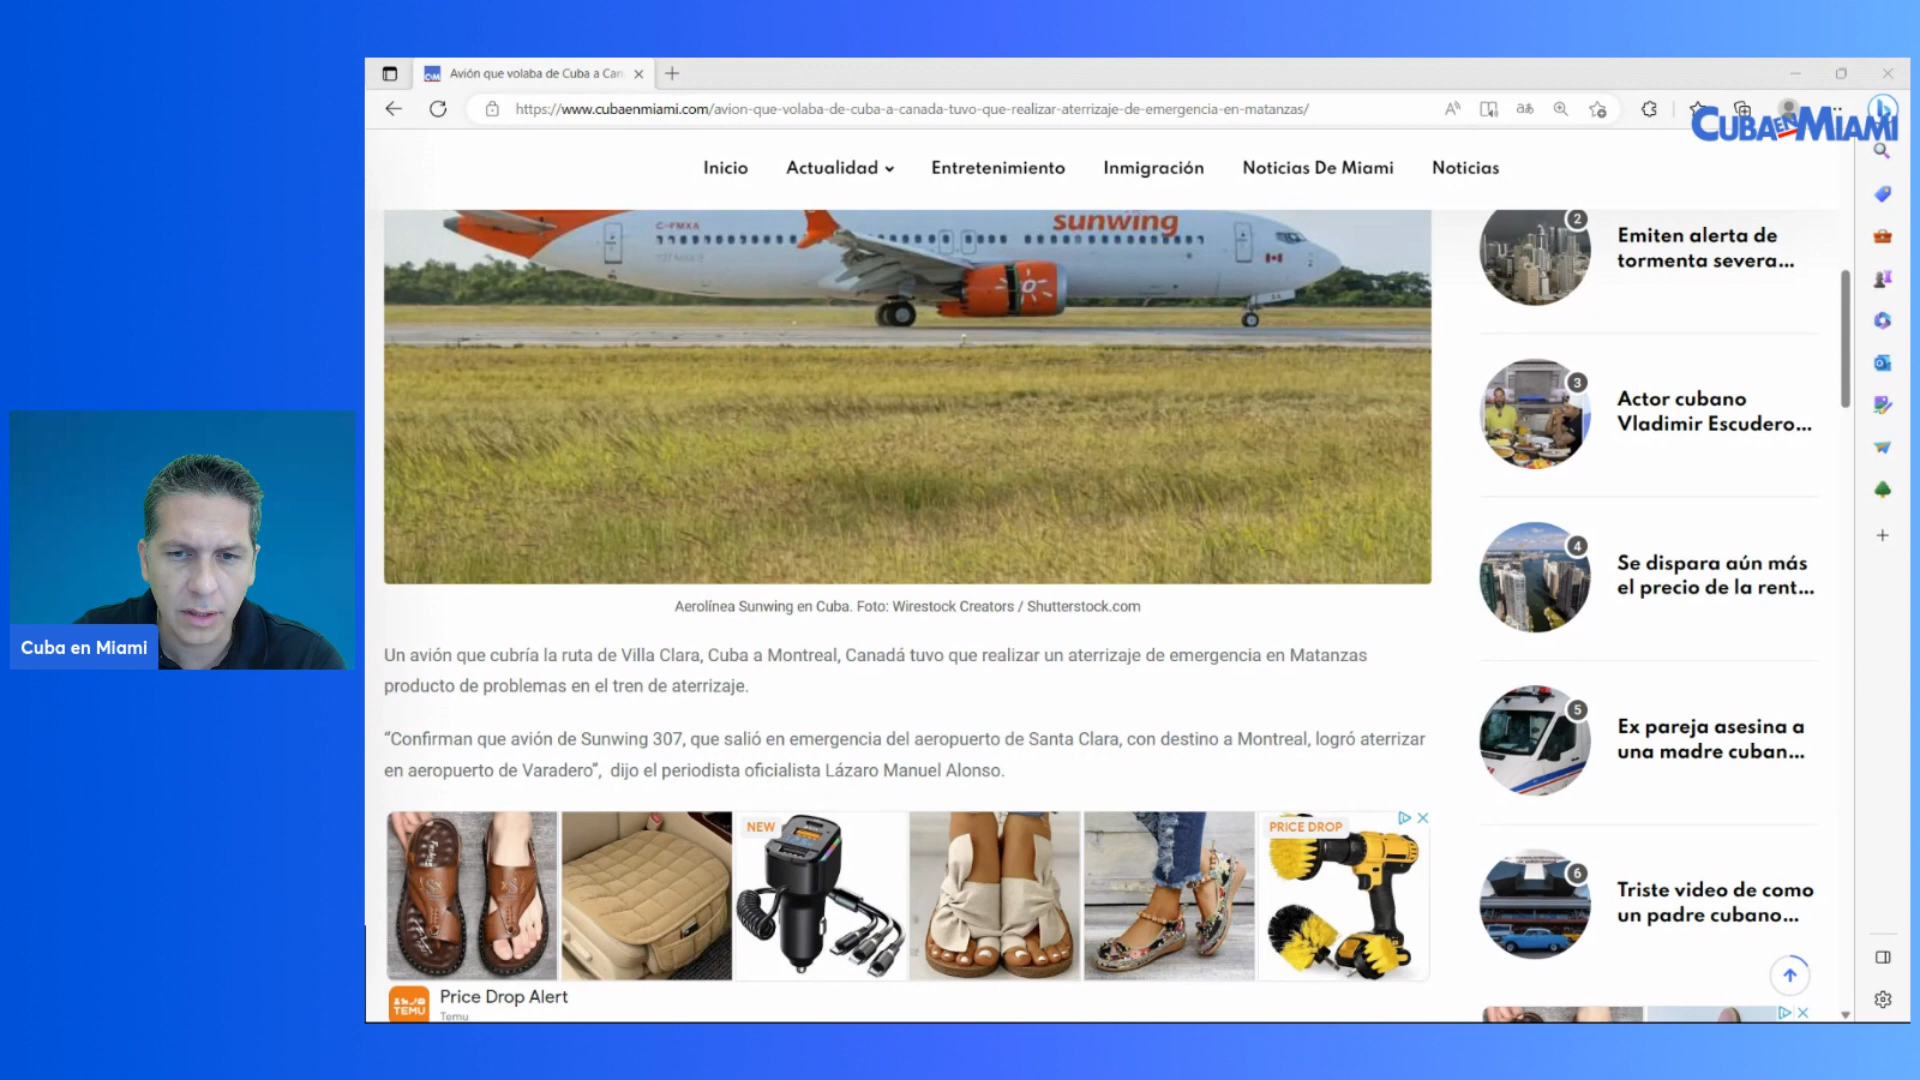 Avión que volaba de Cuba a Can
https://www.cubaenmiami.com/avion-que-volaba-de-cuba-a-canada-tuvo-que-realizar-aterrizaje-de-emergencia-en-matanzas/
CUBA EN MIAMI
Inicio
Actualidad
Entretenimiento
Inmigración
Noticias De Miami
Noticias
C-FMXA
sunwing
2
Emiten alerta de
tormenta severa...
3
Actor cubano
Vladimir Escudero...
4
Se dispara aún más
el precio de la rent...
5
Ex pareja asesina a
una madre cuban...
6
Triste video de como
un padre cubano...
Aerolínea Sunwing en Cuba. Foto: Wirestock Creators / Shutterstock.com
Un avión que cubría la ruta de Villa Clara, Cuba a Montreal, Canadá tuvo que realizar un aterrizaje de emergencia en Matanzas
producto de problemas en el tren de aterrizaje.
“Confirman que avión de Sunwing 307, que salió en emergencia del aeropuerto de Santa Clara, con destino a Montreal, logró aterrizar
en aeropuerto de Varadero”, dijo el periodista oficialista Lázaro Manuel Alonso.
NEW
PRICE DROP
TEMU
Price Drop Alert
Temu
Cuba en Miami